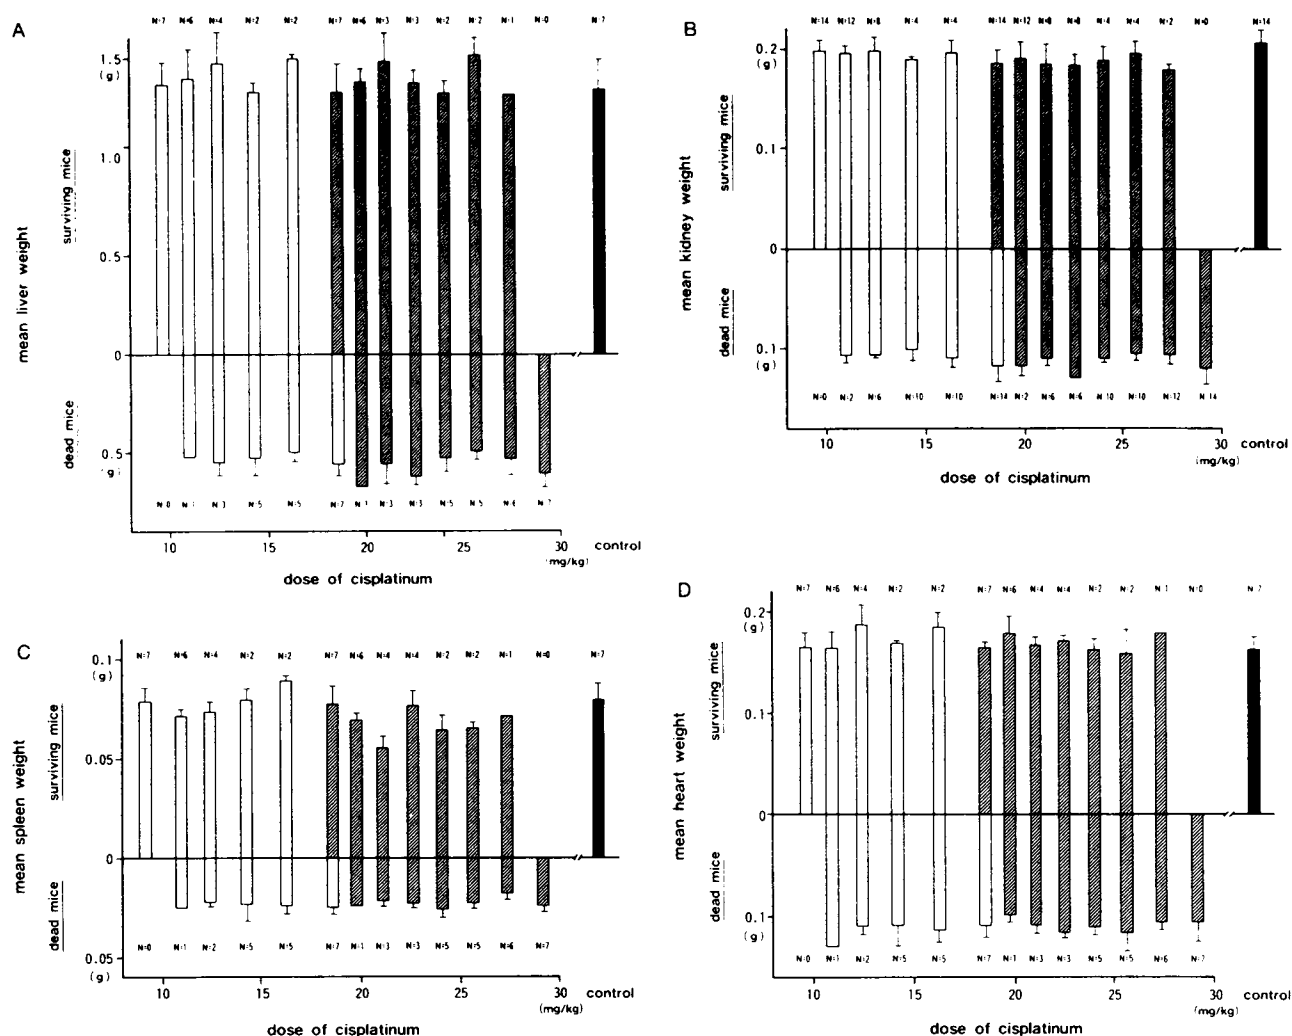 A
N=7 N=6 N=4 N=2 N=2 N=7 N=6 N=3 N=3 N=2 N=2 N=1 N=0 N=7
1.5
(g)
1.0
0.5
0
0.5
(g)
mean liver weight
surviving mice
dead mice
N=0 N=3 N=5 N=5 N=7 N=3 N=3 N=5 N=5 N=6 N=7
10 15 20 25 30 control
(mg/kg)
dose of cisplatinum
B
N=14 N=12 N=8 N=4 N=4 N=14 N=12 N=8 N=8 N=4 N=4 N=2 N=0 N=14
0.2
(g)
0.1
0
0.1
(g)
mean kidney weight
surviving mice
dead mice
N=0 N=2 N=6 N=10 N=10 N=14 N=2 N=6 N=6 N=10 N=10 N=12 N=14
10 15 20 25 30 control
(mg/kg)
dose of cisplatinum
C
N=7 N=6 N=4 N=2 N=2 N=7 N=6 N=4 N=4 N=2 N=2 N=1 N=0 N=7
0.1
(g)
0.05
0
0.05
(g)
mean spleen weight
surviving mice
dead mice
N=0 N=1 N=2 N=5 N=5 N=7 N=1 N=3 N=3 N=5 N=5 N=6 N=7
10 15 20 25 30 control
(mg/kg)
dose of cisplatinum
D
N=7 N=6 N=4 N=2 N=2 N=7 N=6 N=4 N=4 N=2 N=2 N=1 N=0 N=7
0.2
(g)
0.1
0
0.1
(g)
mean heart weight
surviving mice
dead mice
N=0 N=1 N=2 N=5 N=5 N=7 N=1 N=3 N=3 N=5 N=5 N=6 N=7
10 15 20 25 30 control
(mg/kg)
dose of cisplatinum